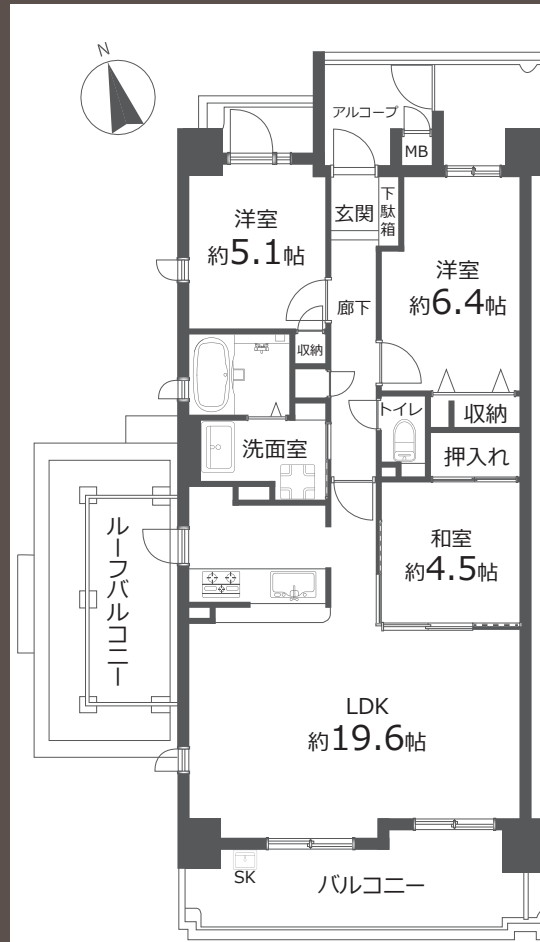 N
アルコープ
MB
玄関
下駄箱
洋室
約5.1帖
洋室
約6.4帖
廊下
収納
トイレ
収納
洗面室
押入れ
和室
約4.5帖
ルーフバルコニー
LDK
約19.6帖
SK
バルコニー